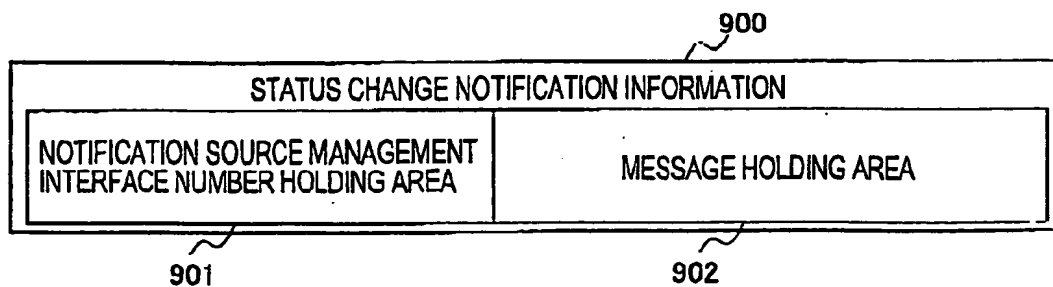 900
STATUS CHANGE NOTIFICATION INFORMATION
NOTIFICATION SOURCE MANAGEMENT
INTERFACE NUMBER HOLDING AREA
MESSAGE HOLDING AREA
901
902